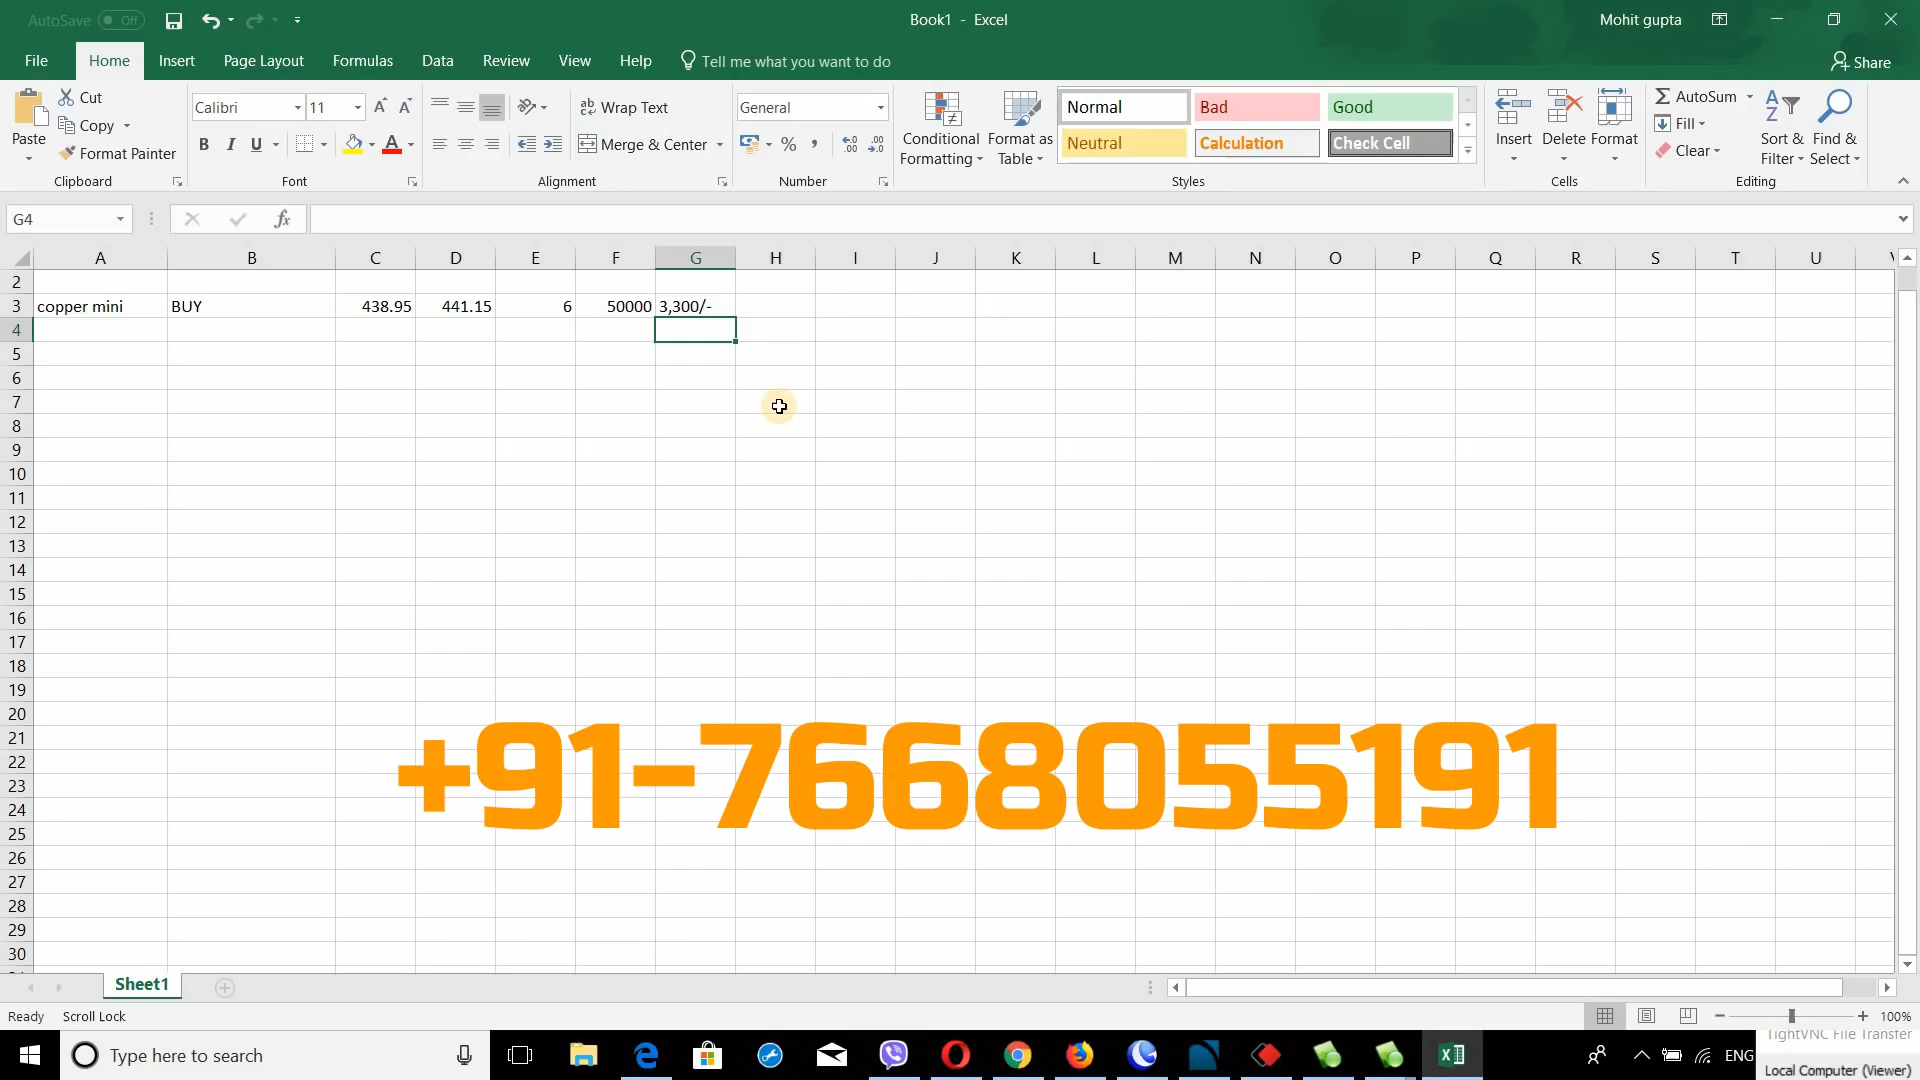 AutoSave Off
Book1 - Excel
Mohit gupta
File Home Insert Page Layout Formulas Data Review View Help Tell me what you want to do
Share
Paste
Cut
Copy
Format Painter
Clipboard
Calibri 11
B I U
Font
Wrap Text
Merge & Center
Alignment
General
Number
Conditional Formatting
Format as Table
Normal Bad Good
Neutral Calculation Check Cell
Styles
Insert Delete Format
Cells
AutoSum
Fill
Clear
Sort & Filter
Find & Select
Editing
G4
fx
A B C D E F G H I J K L M N O P Q R S T U
2
3 copper mini BUY 438.95 441.15 6 50000 3,300/-
4
5
6
7
8
9
10
11
12
13
14
15
16
17
18
19
20
21
22
23
24
25
26
27
28
29
30
+91-7668055191
Sheet1
Ready Scroll Lock
100%
Type here to search
ENG
TightVNC File Transfer
Local Computer (Viewer)